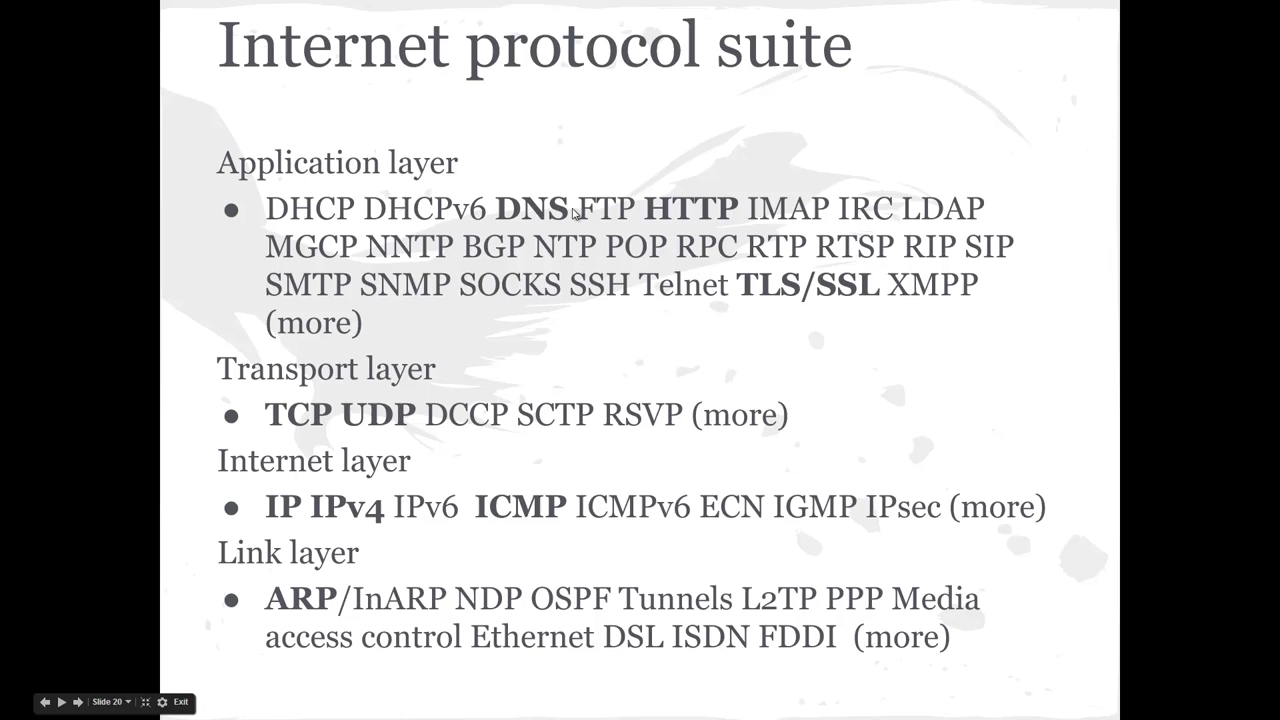 Internet protocol suite
Application layer
● DHCP DHCPv6 DNS FTP HTTP IMAP IRC LDAP
MGCP NNTP BGP NTP POP RPC RTP RTSP RIP SIP
SMTP SNMP SOCKS SSH Telnet TLS/SSL XMPP
(more)
Transport layer
● TCP UDP DCCP SCTP RSVP (more)
Internet layer
● IP IPv4 IPv6 ICMP ICMPv6 ECN IGMP IPsec (more)
Link layer
● ARP/InARP NDP OSPF Tunnels L2TP PPP Media
access control Ethernet DSL ISDN FDDI (more)
Slide 20 Exit